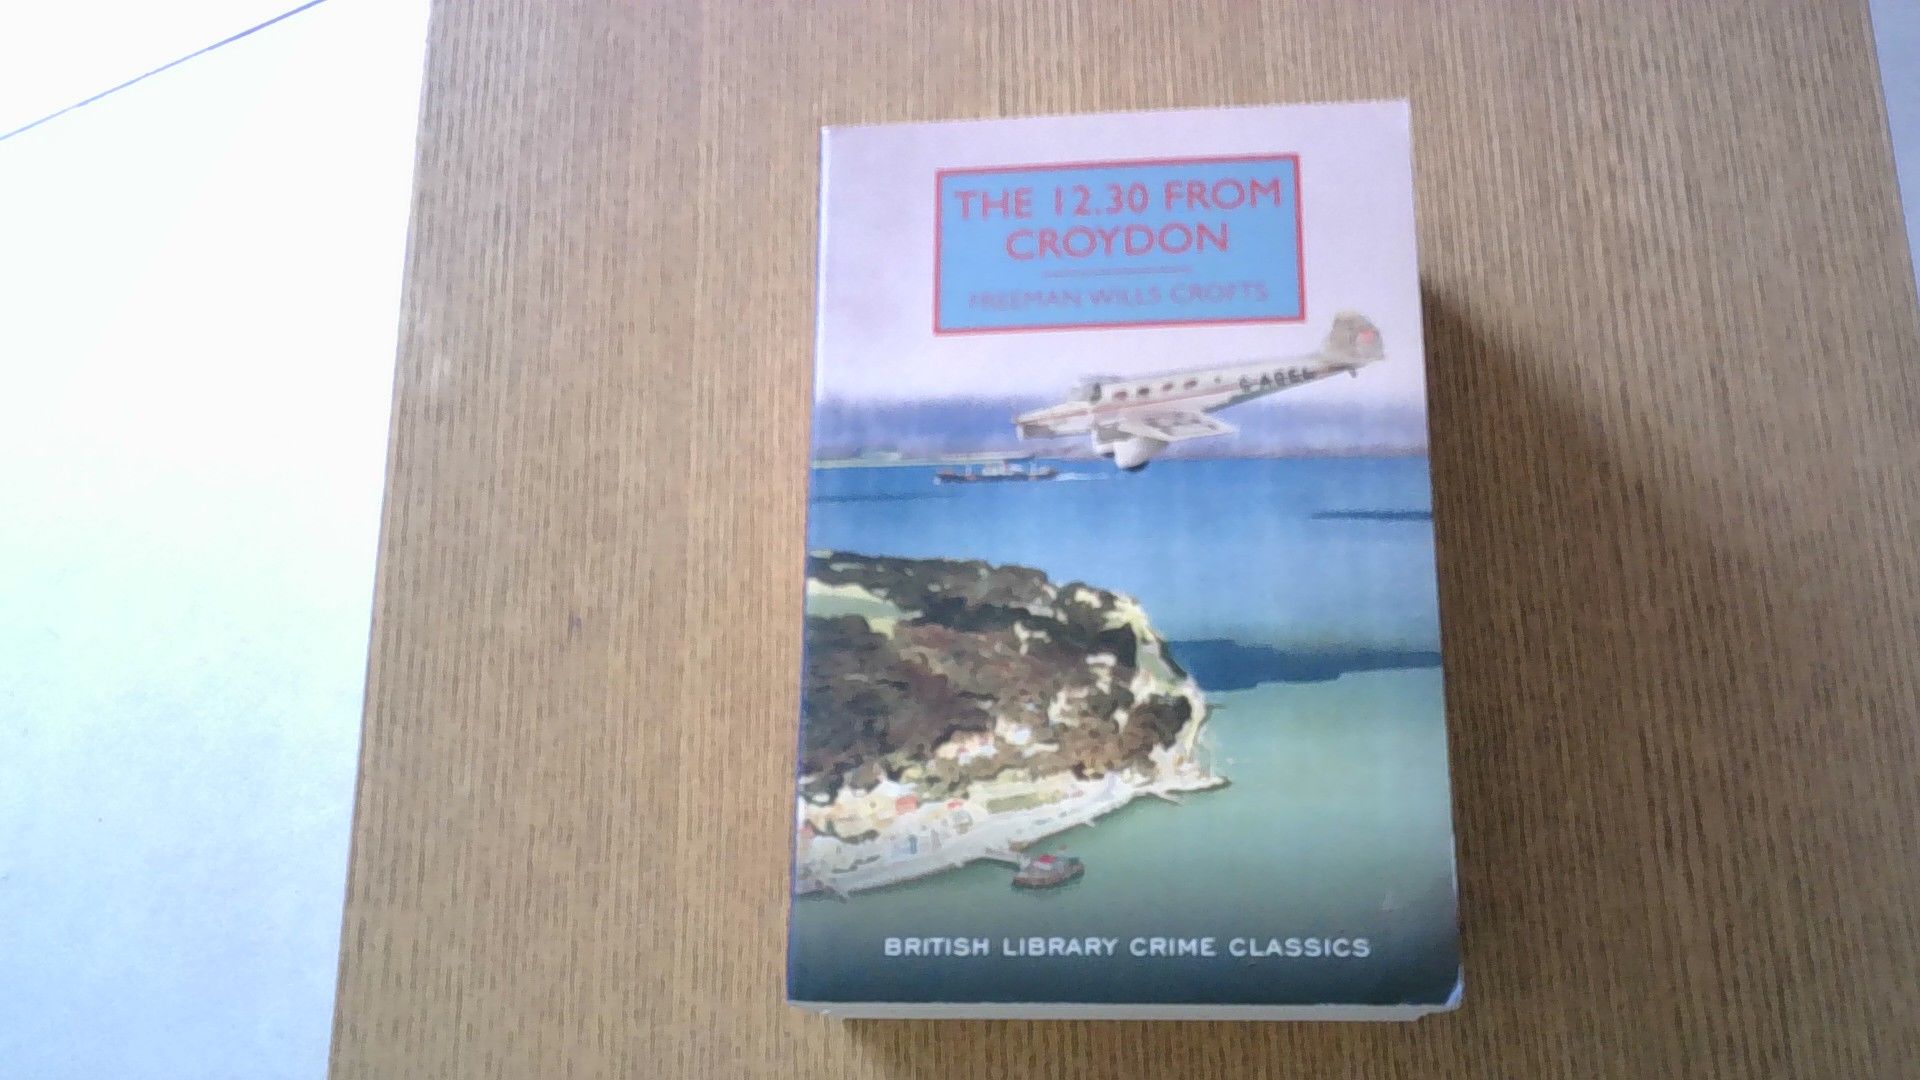 THE 12.30 FROM
CROYDON
FREEMAN WILLS CROFTS
BRITISH LIBRARY CRIME CLASSICS